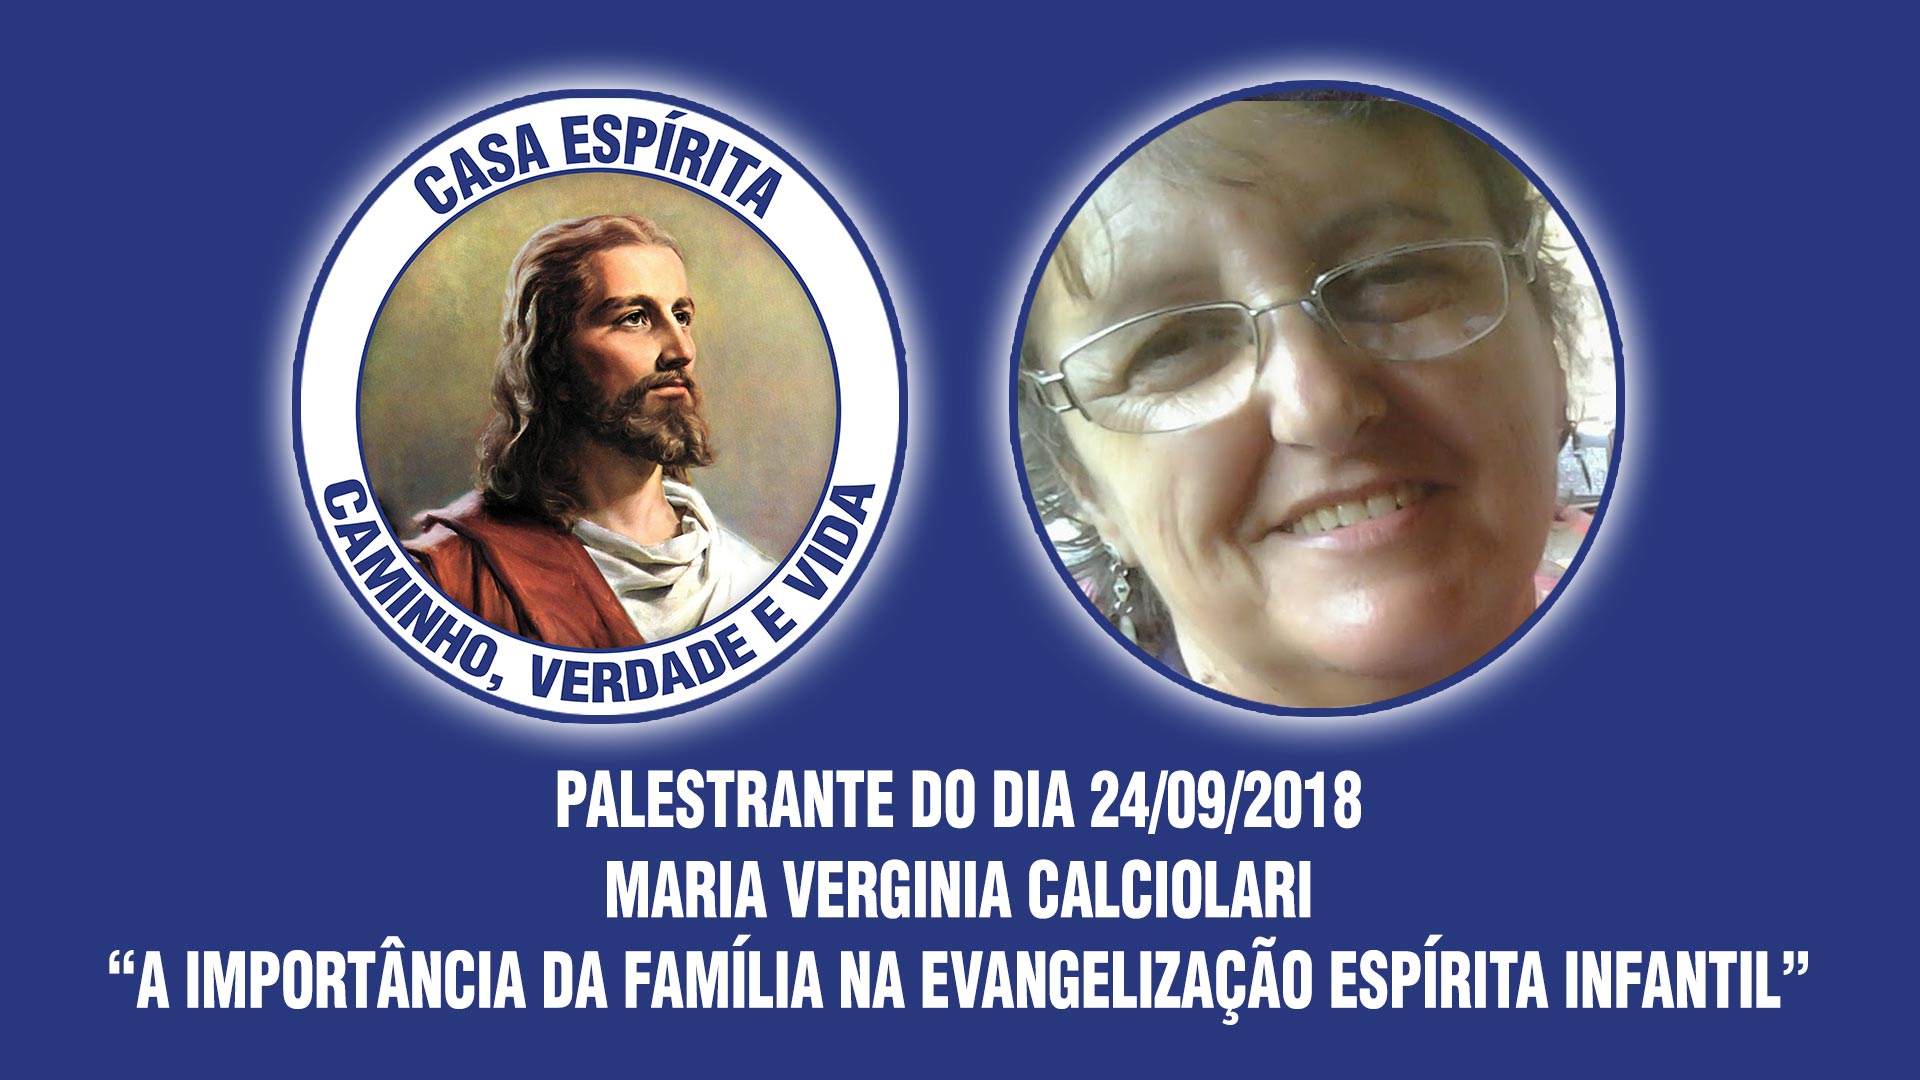 CASA ESPÍRITA
CAMINHO, VERDADE E VIDA
PALESTRANTE DO DIA 24/09/2018
MARIA VERGINIA CALCIOLARI
“A IMPORTÂNCIA DA FAMÍLIA NA EVANGELIZAÇÃO ESPÍRITA INFANTIL”